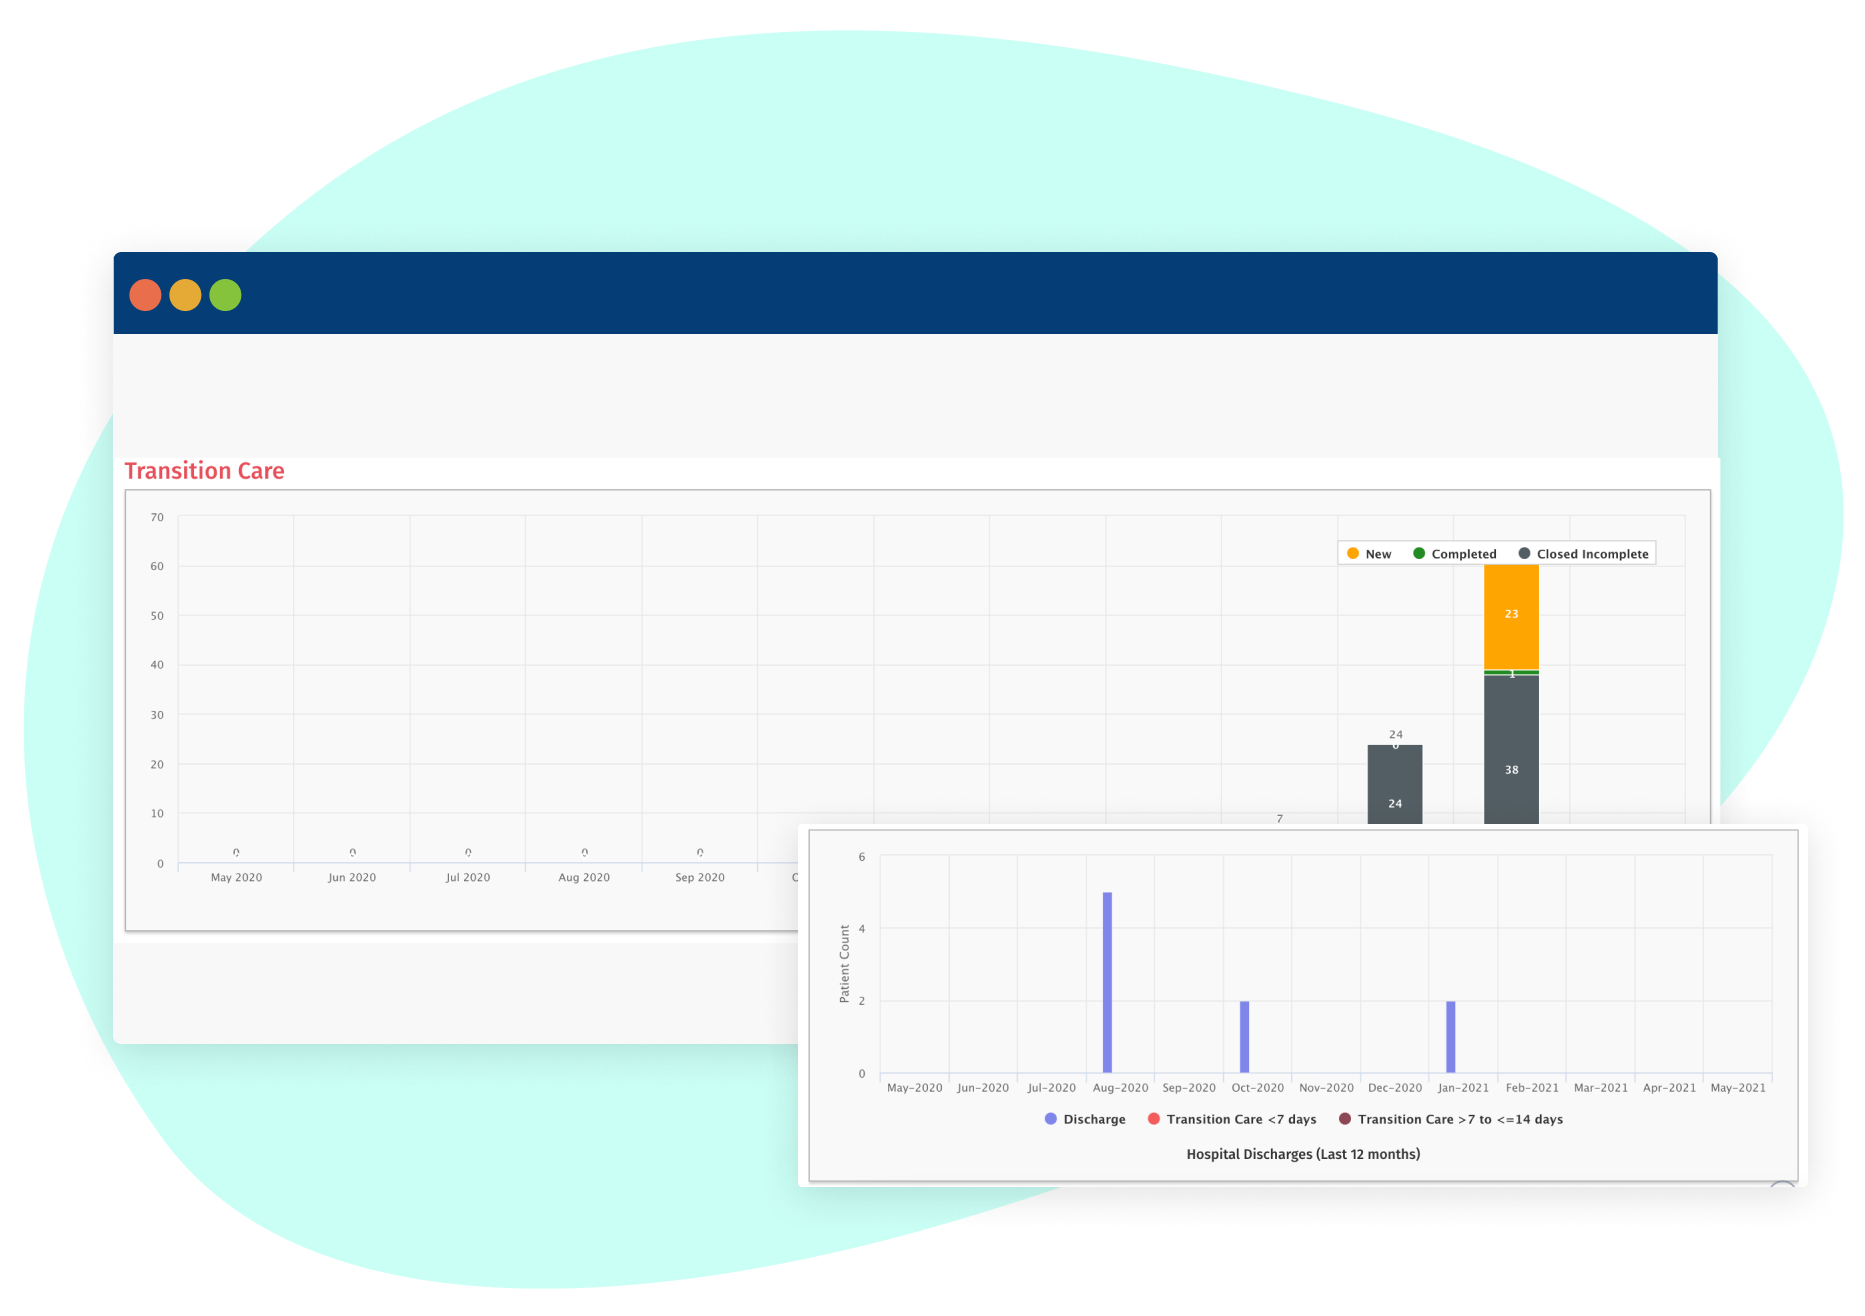 Transition Care
70
New Completed Closed Incomplete
60
23
50
40
1
30
24
0
38
20
24
10
7
0 0 0 0 0
0
May 2020 Jun 2020 Jul 2020 Aug 2020 Sep 2020
6
4
Patient Count
2
0
May-2020 Jun-2020 Jul-2020 Aug-2020 Sep-2020 Oct-2020 Nov-2020 Dec-2020 Jan-2021 Feb-2021 Mar-2021 Apr-2021 May-2021
Discharge Transition Care <7 days Transition Care >7 to <=14 days
Hospital Discharges (Last 12 months)